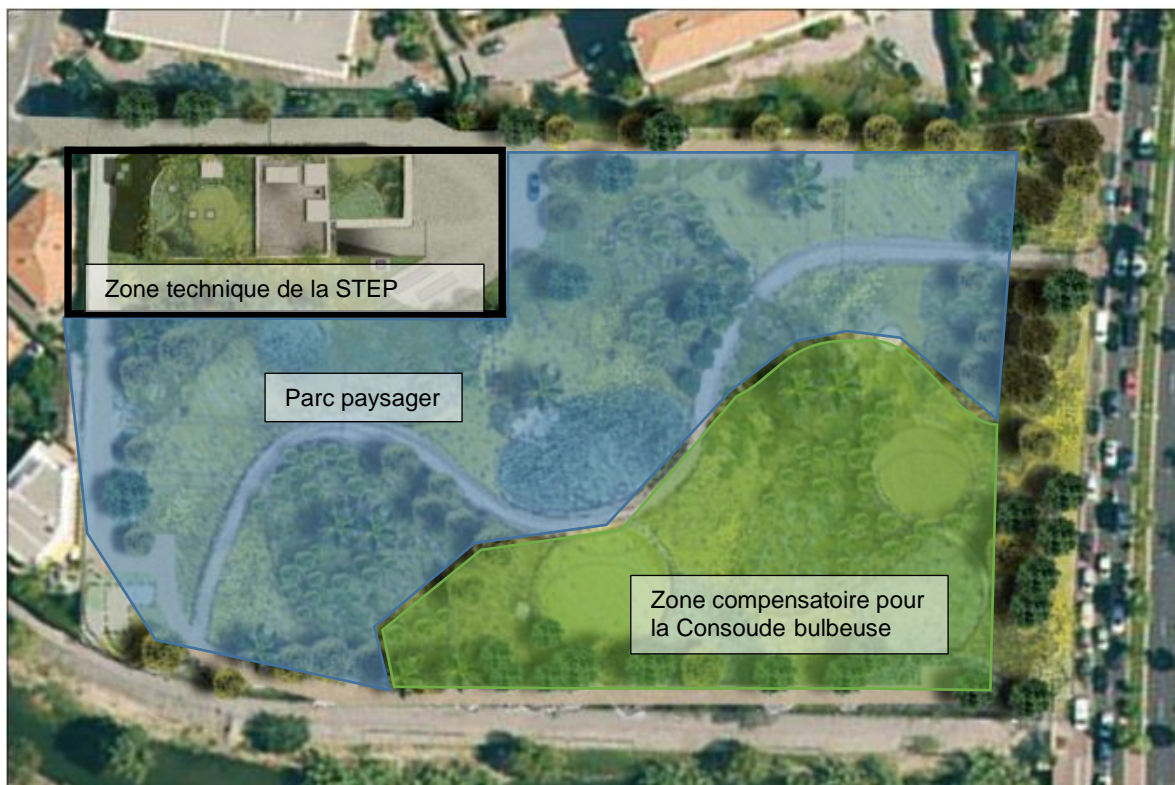 Zone technique de la STEP
Parc paysager
Zone compensatoire pour
la Consoude bulbeuse